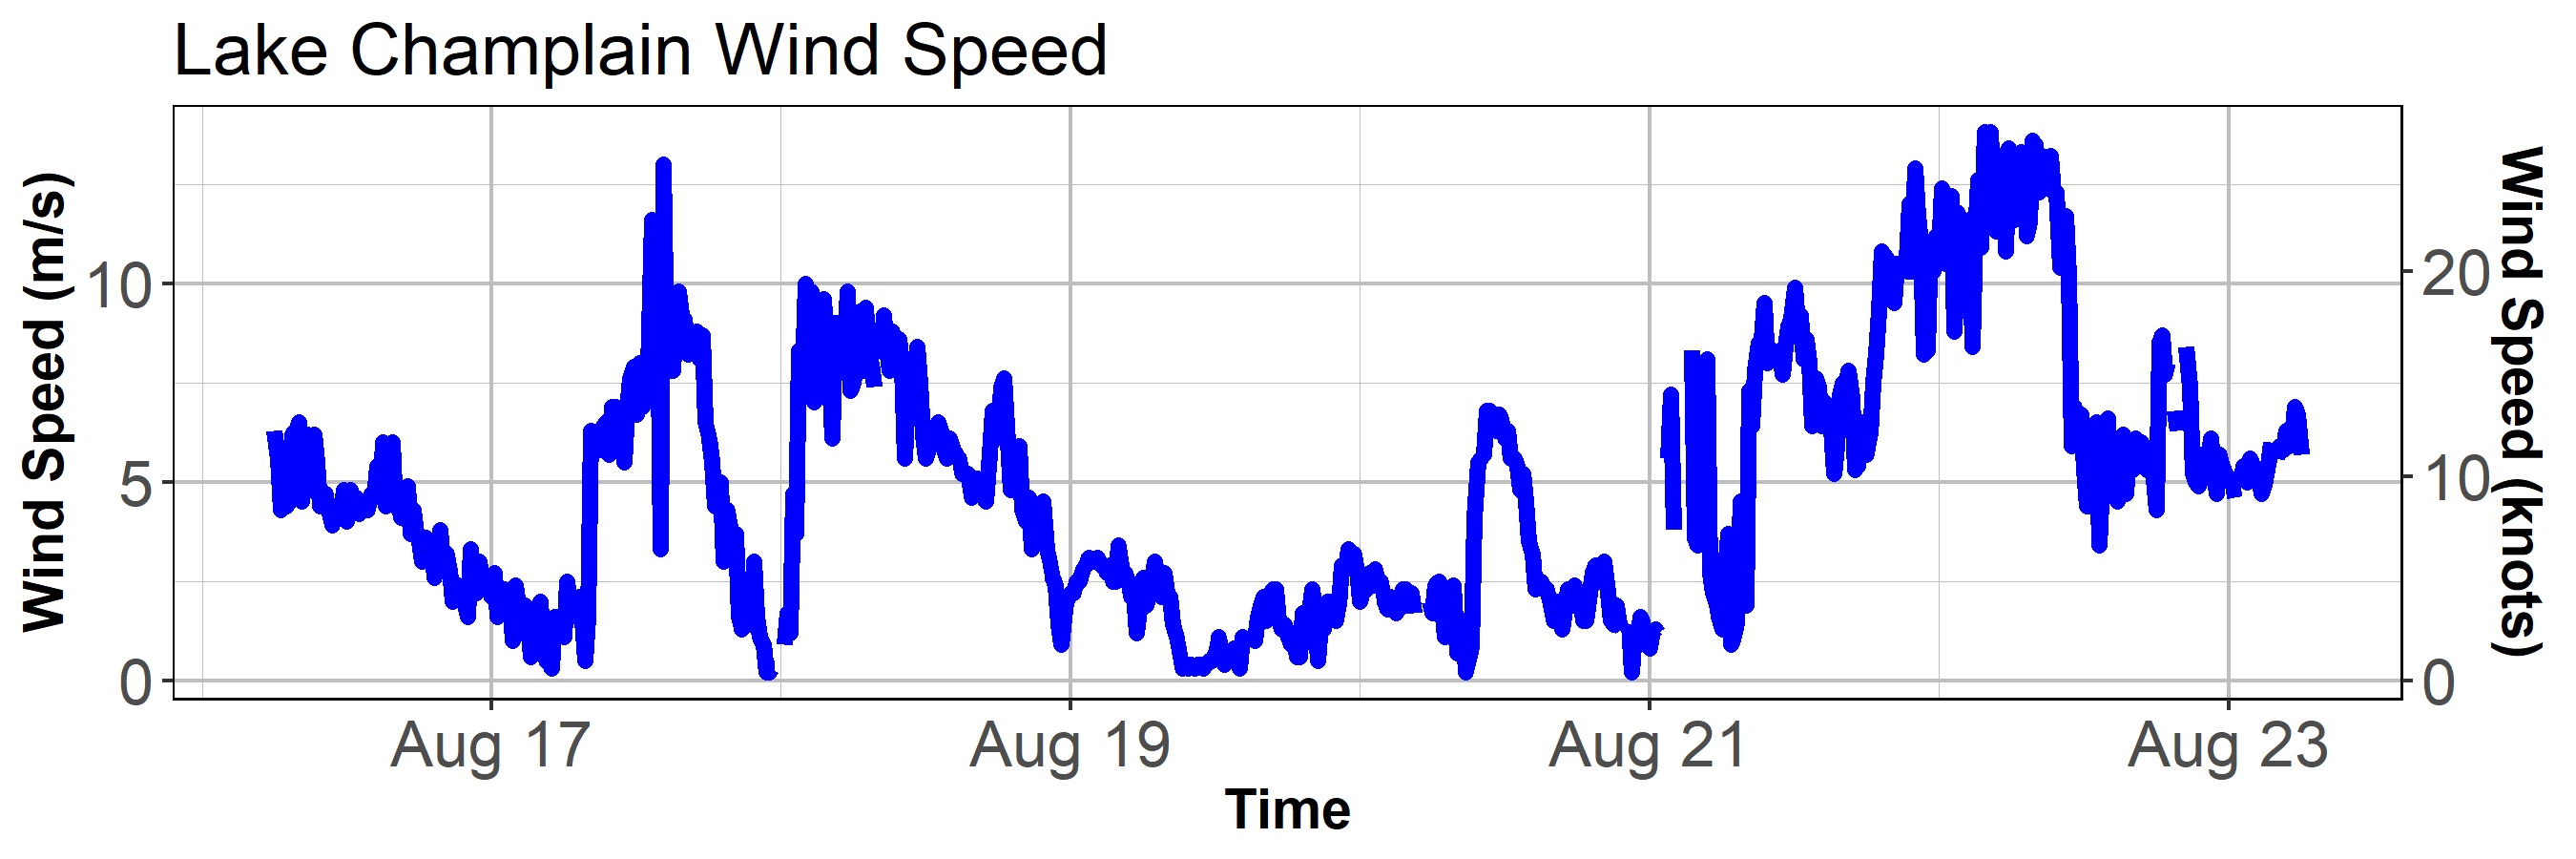 Lake Champlain Wind Speed
Wind Speed (m/s)
10
5
0
20
10
0
Wind Speed (knots)
Aug 17
Aug 19
Aug 21
Aug 23
Time